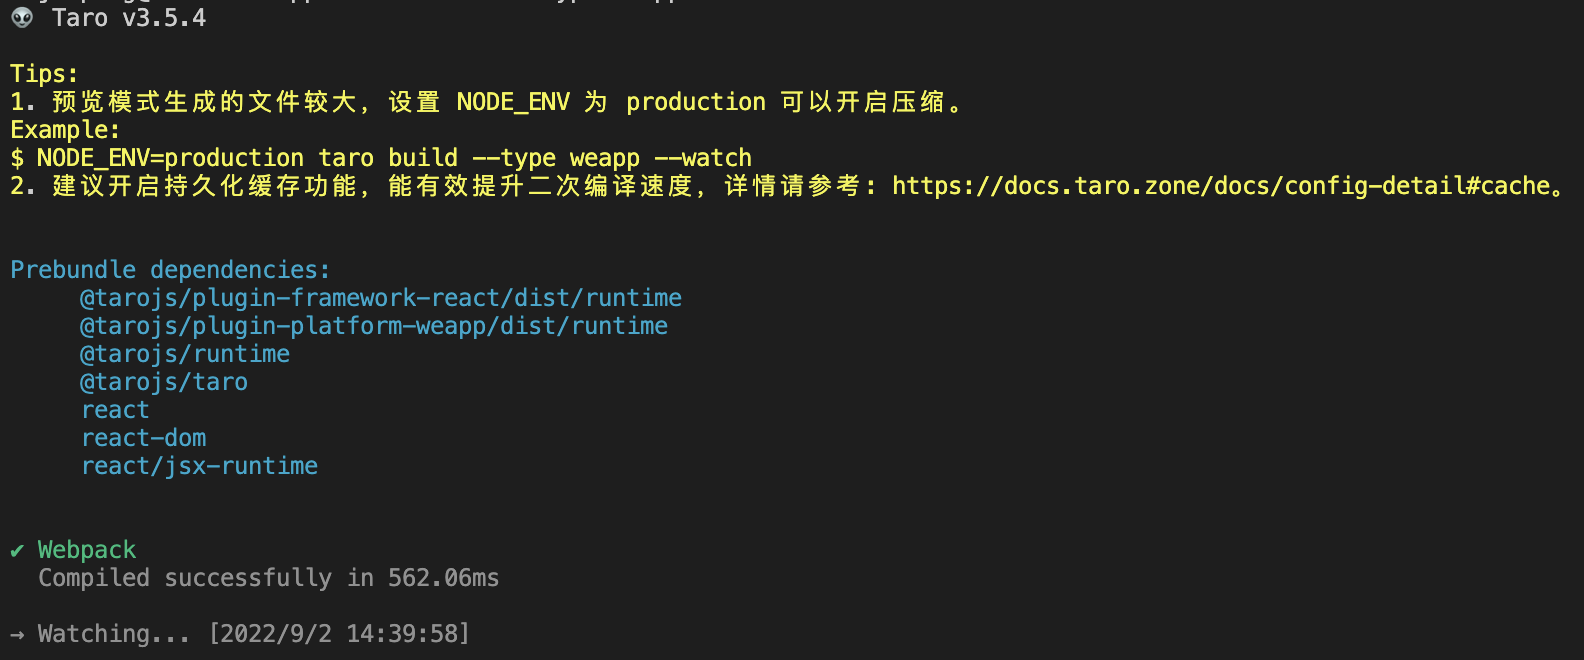 👽 Taro v3.5.4
Tips:
1. 预览模式生成的文件较大，设置 NODE_ENV 为 production 可以开启压缩。
Example:
$ NODE_ENV=production taro build --type weapp --watch
2. 建议开启持久化缓存功能，能有效提升二次编译速度，详情请参考: https://docs.taro.zone/docs/config-detail#cache。
Prebundle dependencies:
@tarojs/plugin-framework-react/dist/runtime
@tarojs/plugin-platform-weapp/dist/runtime
@tarojs/runtime
@tarojs/taro
react
react-dom
react/jsx-runtime
✔ Webpack
Compiled successfully in 562.06ms
→ Watching... [2022/9/2 14:39:58]